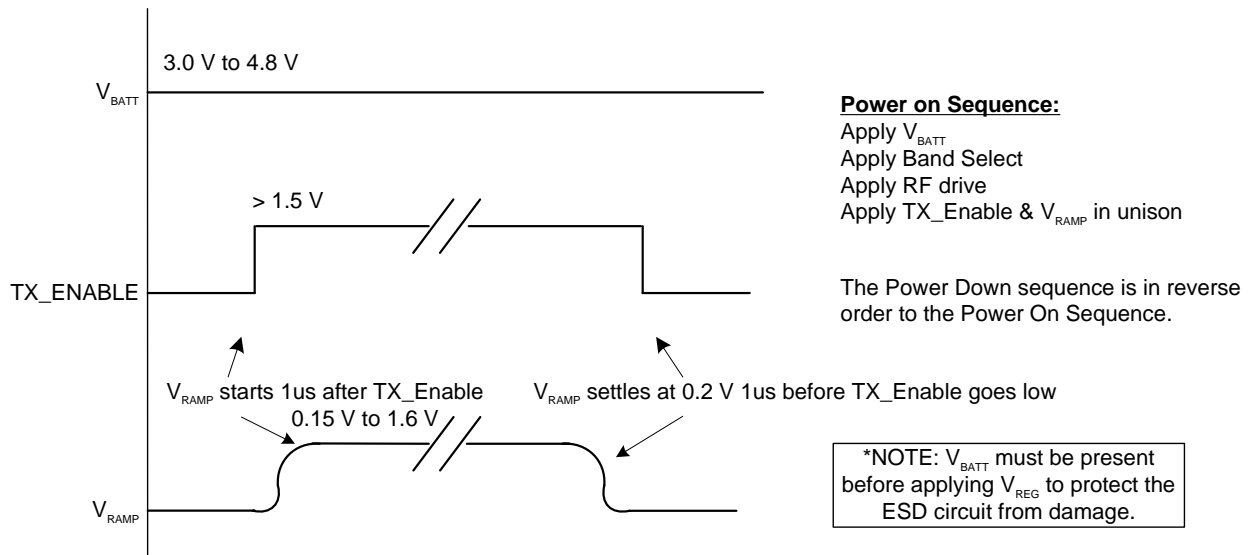 3.0 V to 4.8 V
VBATT
> 1.5 V
TX_ENABLE
VRAMP starts 1us after TX_Enable
0.15 V to 1.6 V
VRAMP settles at 0.2 V 1us before TX_Enable goes low
VRAMP
Power on Sequence:
Apply VBATT
Apply Band Select
Apply RF drive
Apply TX_Enable & VRAMP in unison
The Power Down sequence is in reverse
order to the Power On Sequence.
*NOTE: VBATT must be present
before applying VREG to protect the
ESD circuit from damage.